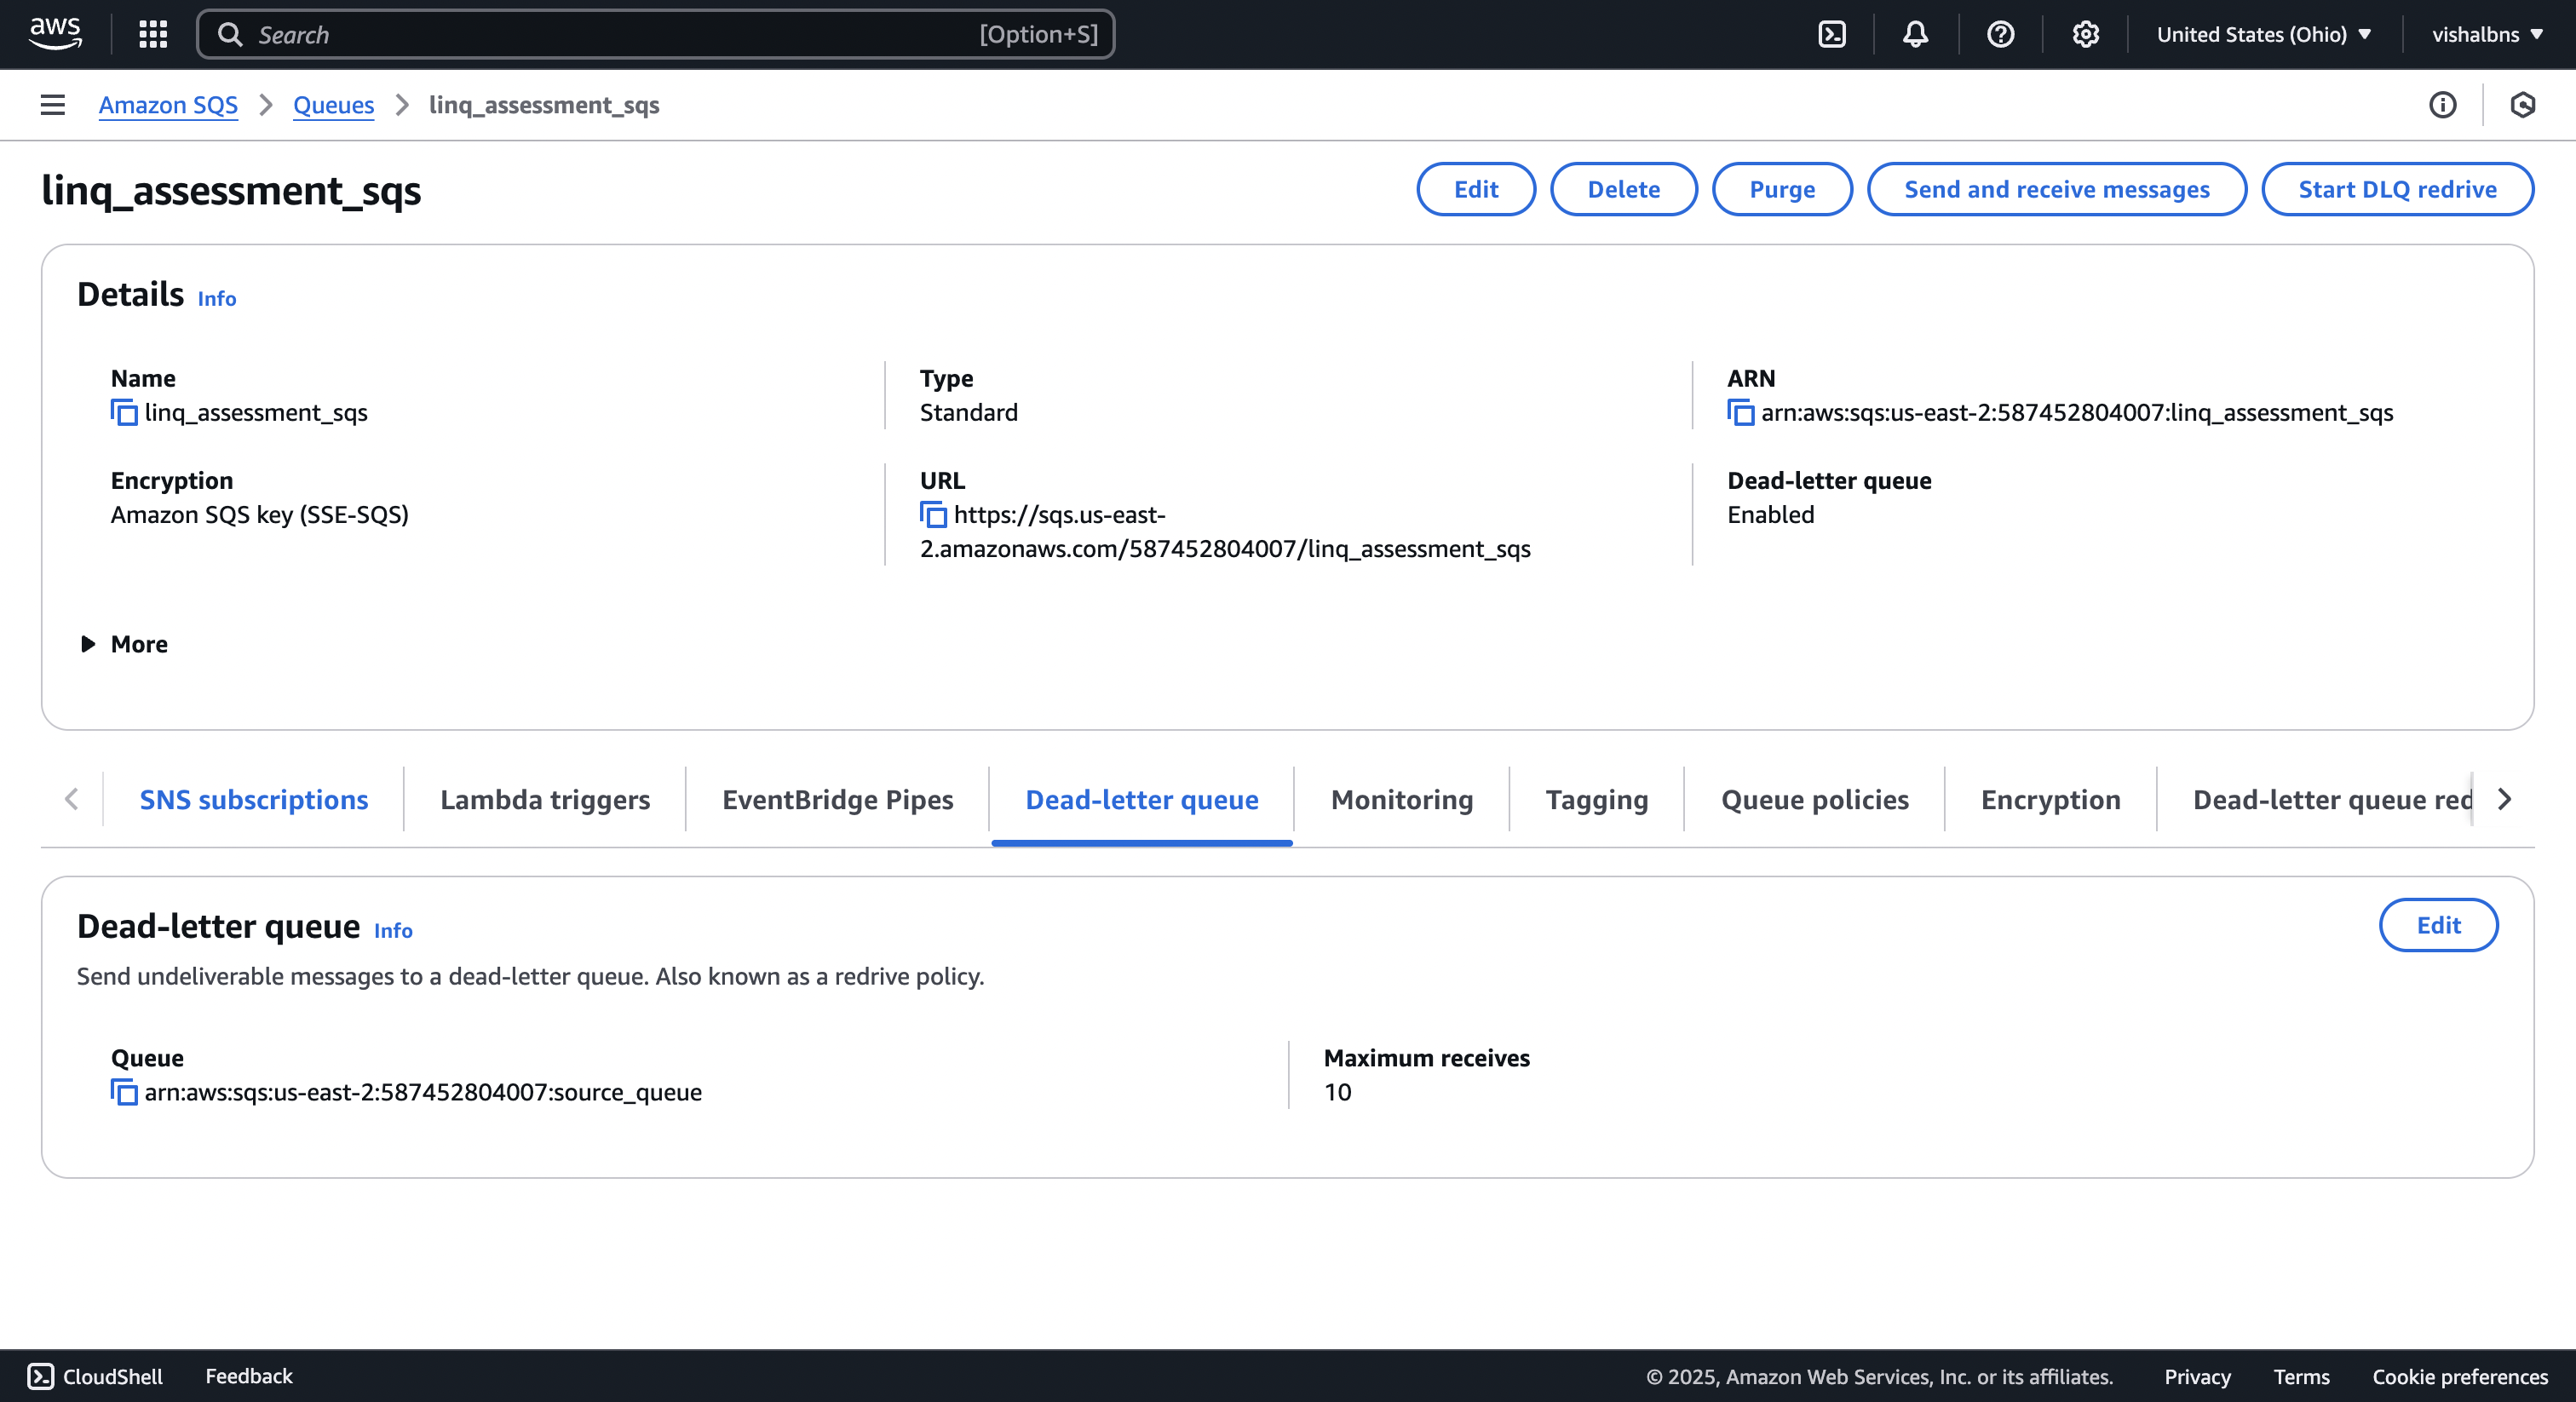 aws
Search [Option+S]
United States (Ohio)
vishalbns
Amazon SQS
Queues
linq_assessment_sqs
linq_assessment_sqs
Edit
Delete
Purge
Send and receive messages
Start DLQ redrive
Details Info
Name
linq_assessment_sqs
Type
Standard
ARN
arn:aws:sqs:us-east-2:587452804007:linq_assessment_sqs
Encryption
Amazon SQS key (SSE-SQS)
URL
https://sqs.us-east-
2.amazonaws.com/587452804007/linq_assessment_sqs
Dead-letter queue
Enabled
More
SNS subscriptions
Lambda triggers
EventBridge Pipes
Dead-letter queue
Monitoring
Tagging
Queue policies
Encryption
Dead-letter queue red
Dead-letter queue Info
Edit
Send undeliverable messages to a dead-letter queue. Also known as a redrive policy.
Queue
arn:aws:sqs:us-east-2:587452804007:source_queue
Maximum receives
10
CloudShell
Feedback
© 2025, Amazon Web Services, Inc. or its affiliates.
Privacy
Terms
Cookie preferences